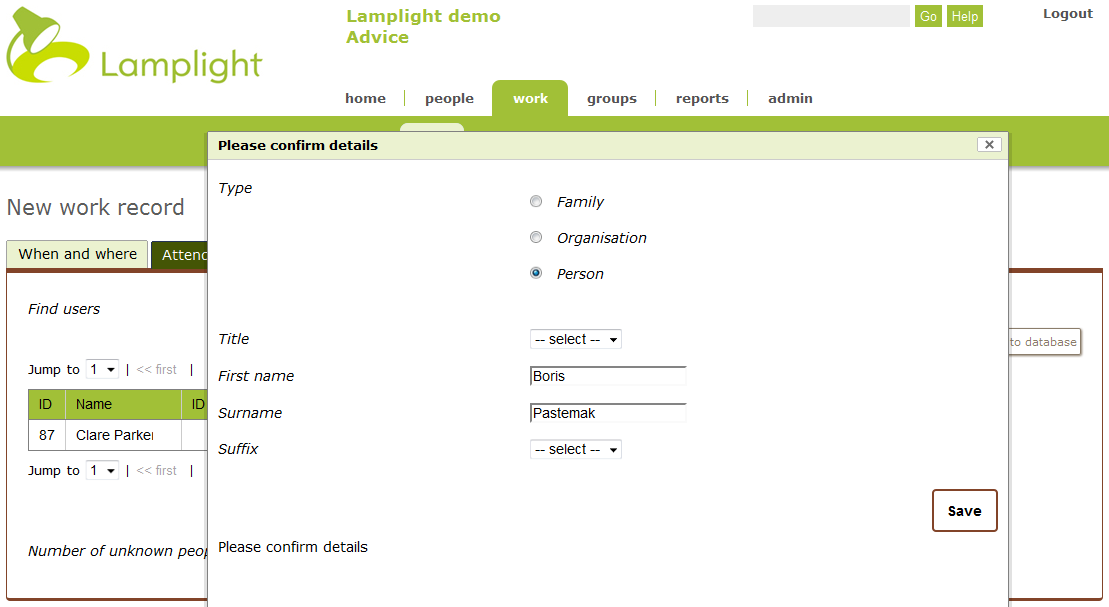 Lamplight
Lamplight demo
Advice
Go
Help
Logout
home
people
work
groups
reports
admin
Please confirm details
Type
Family
Organisation
Person
Title
-- select --
First name
Boris
Surname
Pastemak
Suffix
-- select --
Save
Please confirm details
New work record
When and where
Attend
Find users
to database
Jump to 1 | << first |
ID Name ID
87 Clare Parker
Jump to 1 | << first |
Number of unknown peop